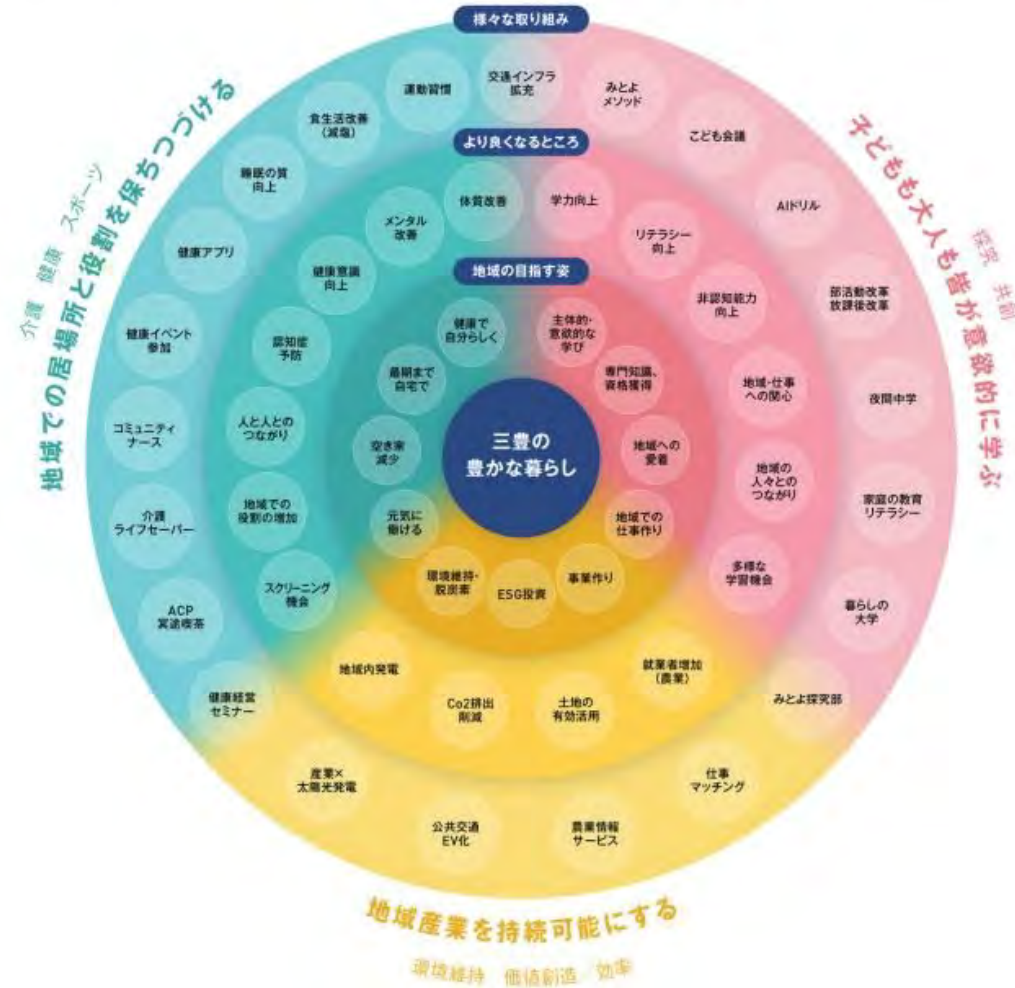 様々な取り組み
交通インフラ
拡充
みとよ
メソッド
こども会議
AIドリル
部活動改革
放課後改革
夜間中学
家庭の教育
リテラシー
暮らしの
大学
みとよ探究部
仕事
マッチング
農業情報
サービス
公共交通
EV化
産業×
太陽光発電
健康経営
セミナー
ACP
冥途喫茶
介護
ライフセーバー
コミュニティ
ナース
健康イベント
参加
健康アプリ
睡眠の質
向上
食生活改善
(減塩)
運動習慣
より良くなるところ
体質改善
学力向上
リテラシー
向上
非認知能力
向上
地域・仕事
への関心
地域の
人々との
つながり
多様な
学習機会
就業者増加
(農業)
土地の
有効活用
Co2排出
削減
地域内発電
スクリーニング
機会
地域での
役割の増加
人と人との
つながり
認知症
予防
健康意識
向上
メンタル
改善
地域の目指す姿
健康で
自分らしく
主体的・
意欲的な
学び
専門知識、
資格獲得
地域への
愛着
地域での
仕事作り
事業作り
ESG投資
環境維持・
脱炭素
元気に
働ける
空き家
減少
最期まで
自宅で
三豊の
豊かな暮らし
地域での居場所と役割を保ちつづける
介護 健康 スポーツ
子どもも大人も皆が意欲的に学ぶ
探究 共創
地域産業を持続可能にする
環境維持 価値創造 効率